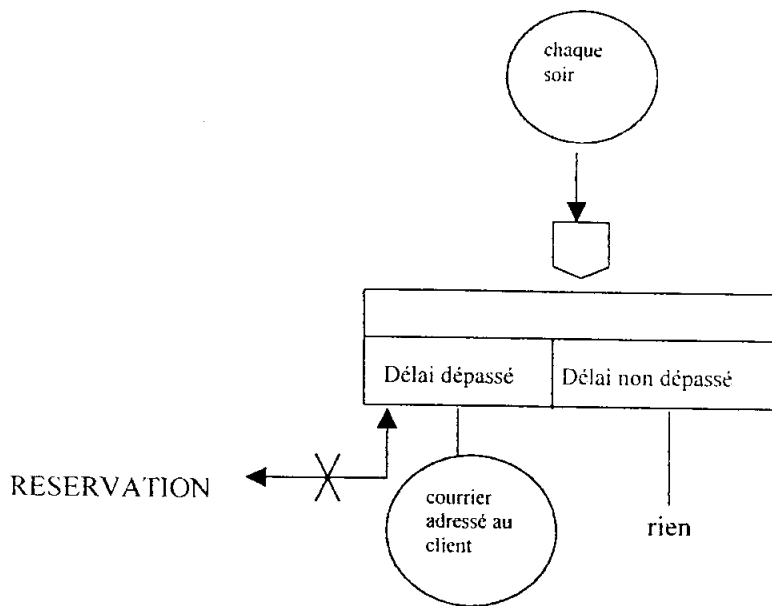 chaque
soir
Délai dépassé
Délai non dépassé
RESERVATION
courrier
adressé au
client
rien